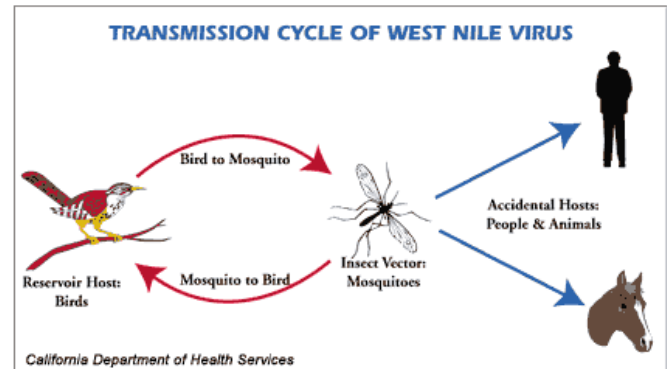 TRANSMISSION CYCLE OF WEST NILE VIRUS
Bird to Mosquito
Accidental Hosts:
People & Animals
Mosquito to Bird
Insect Vector:
Mosquitoes
Reservoir Host:
Birds
California Department of Health Services